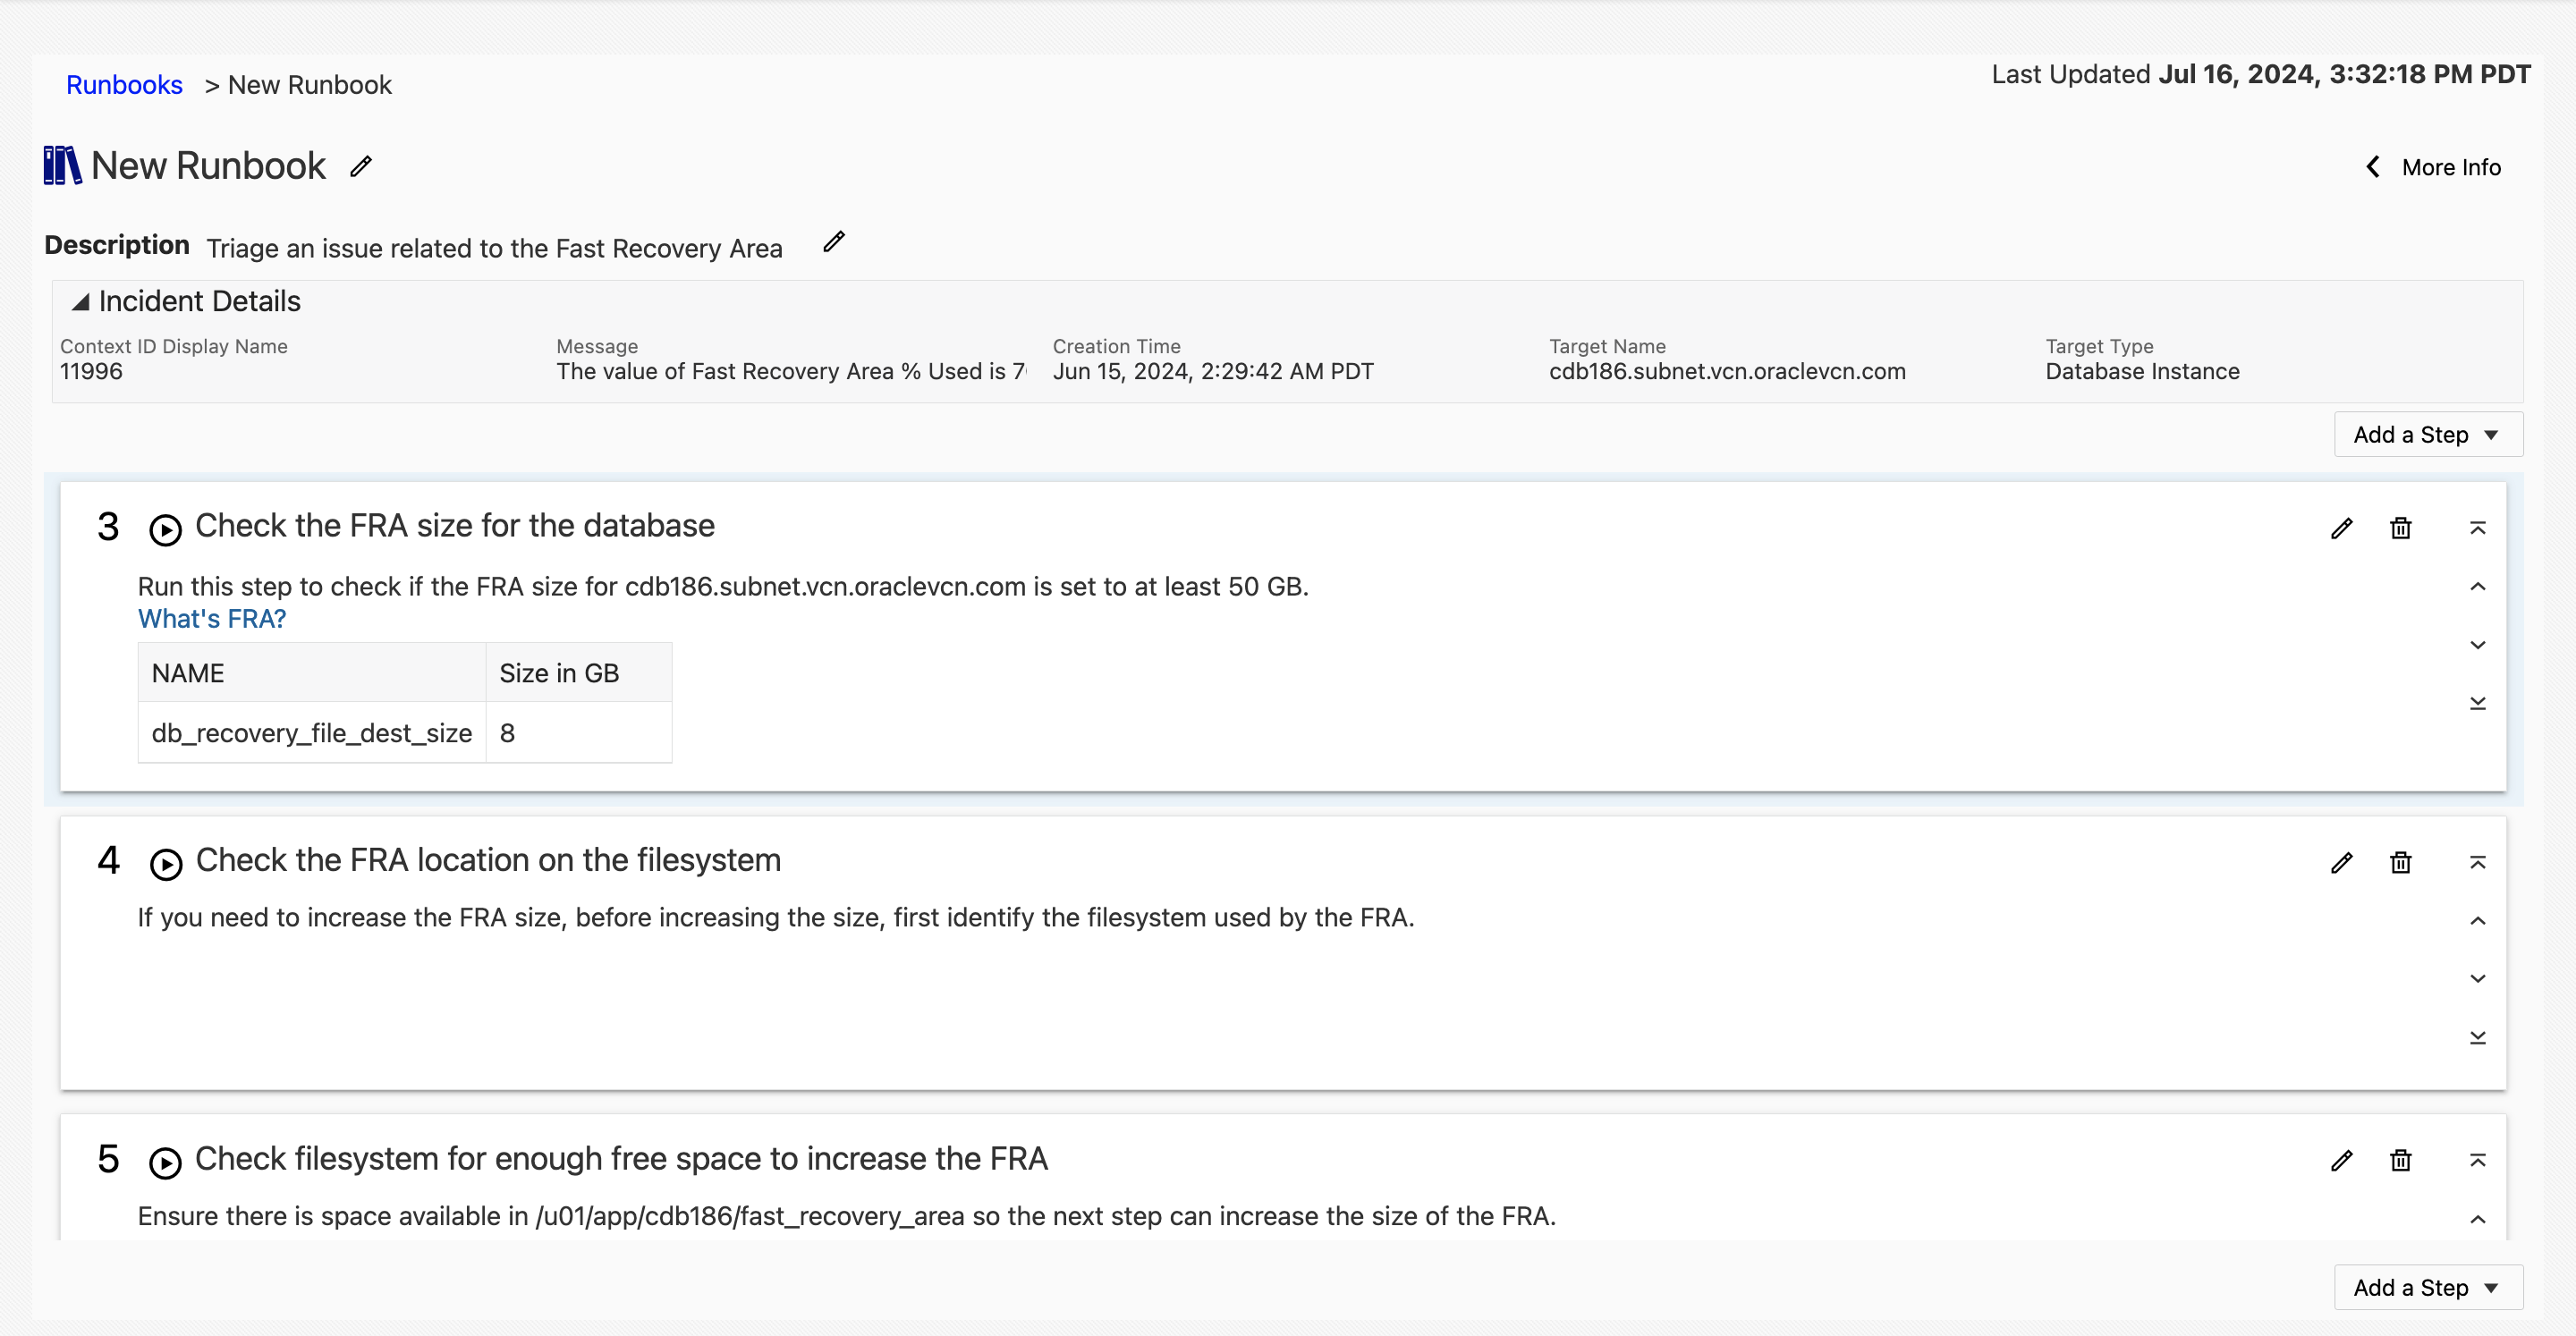 Runbooks > New Runbook
Last Updated Jul 16, 2024, 3:32:18 PM PDT
New Runbook
More Info
Description Triage an issue related to the Fast Recovery Area
Incident Details
Context ID Display Name
11996
Message
The value of Fast Recovery Area % Used is
Creation Time
Jun 15, 2024, 2:29:42 AM PDT
Target Name
cdb186.subnet.vcn.oraclevcn.com
Target Type
Database Instance
Add a Step
3 Check the FRA size for the database
Run this step to check if the FRA size for cdb186.subnet.vcn.oraclevcn.com is set to at least 50 GB.
What's FRA?
NAME Size in GB
db_recovery_file_dest_size 8
4 Check the FRA location on the filesystem
If you need to increase the FRA size, before increasing the size, first identify the filesystem used by the FRA.
5 Check filesystem for enough free space to increase the FRA
Ensure there is space available in /u01/app/cdb186/fast_recovery_area so the next step can increase the size of the FRA.
Add a Step